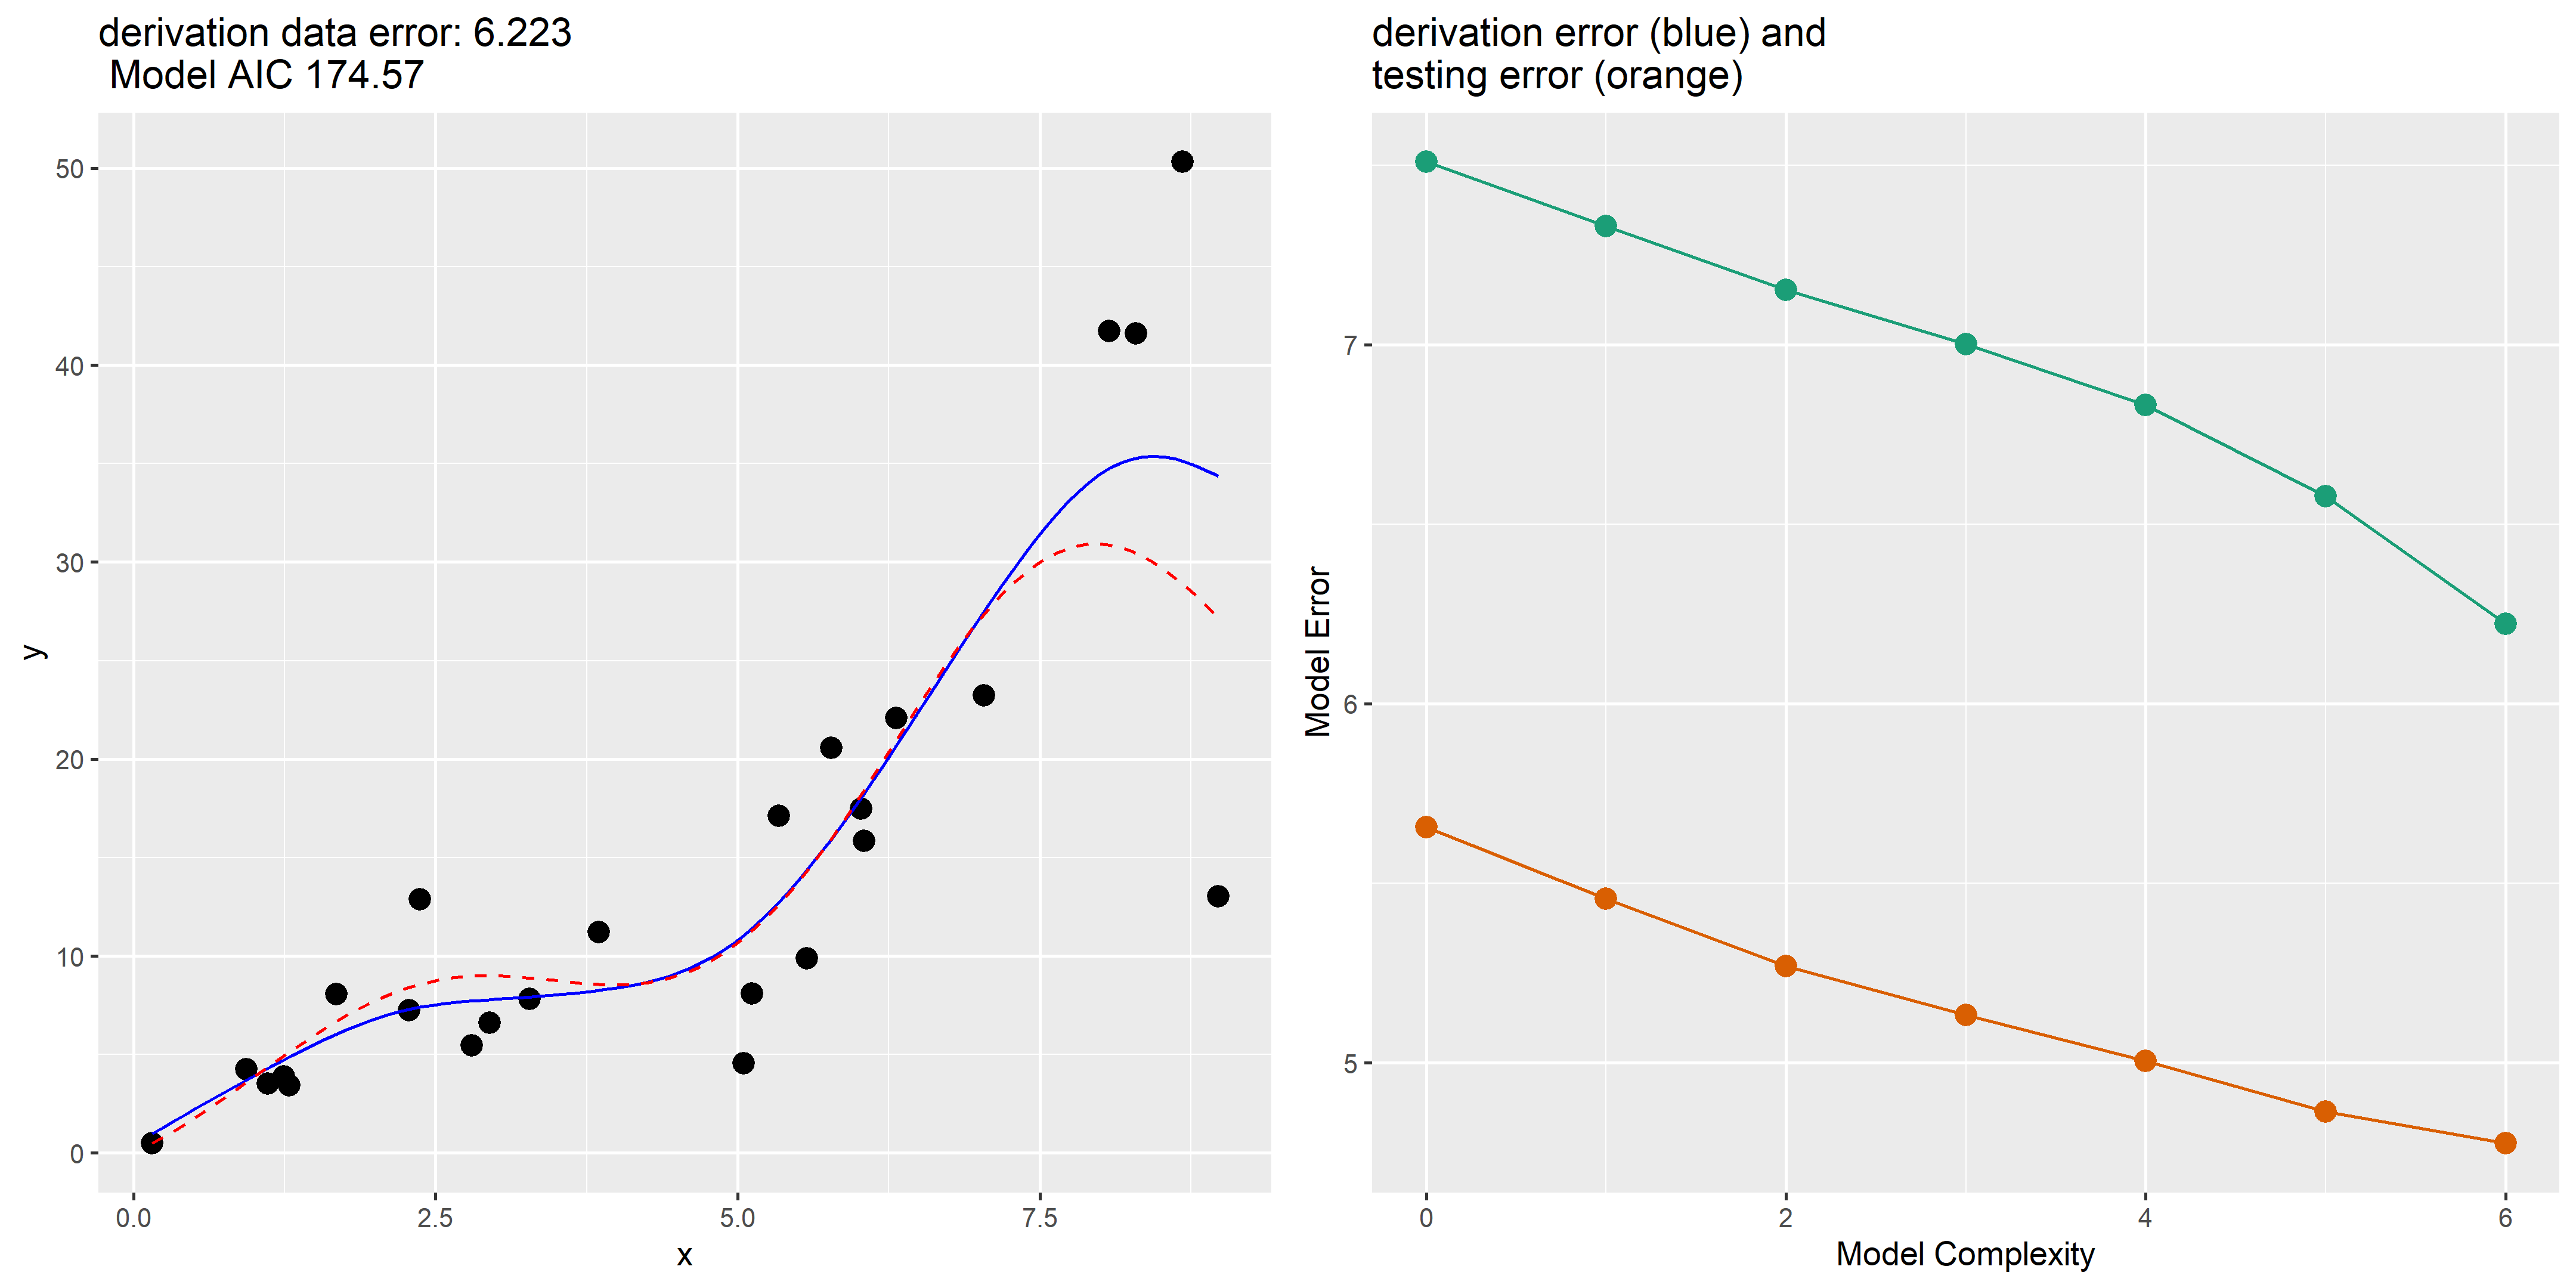 derivation data error: 6.223
Model AIC 174.57
50
40
30
20
10
0
y
0.0
2.5
5.0
7.5
x
derivation error (blue) and
testing error (orange)
7
6
5
Model Error
0
2
4
6
Model Complexity